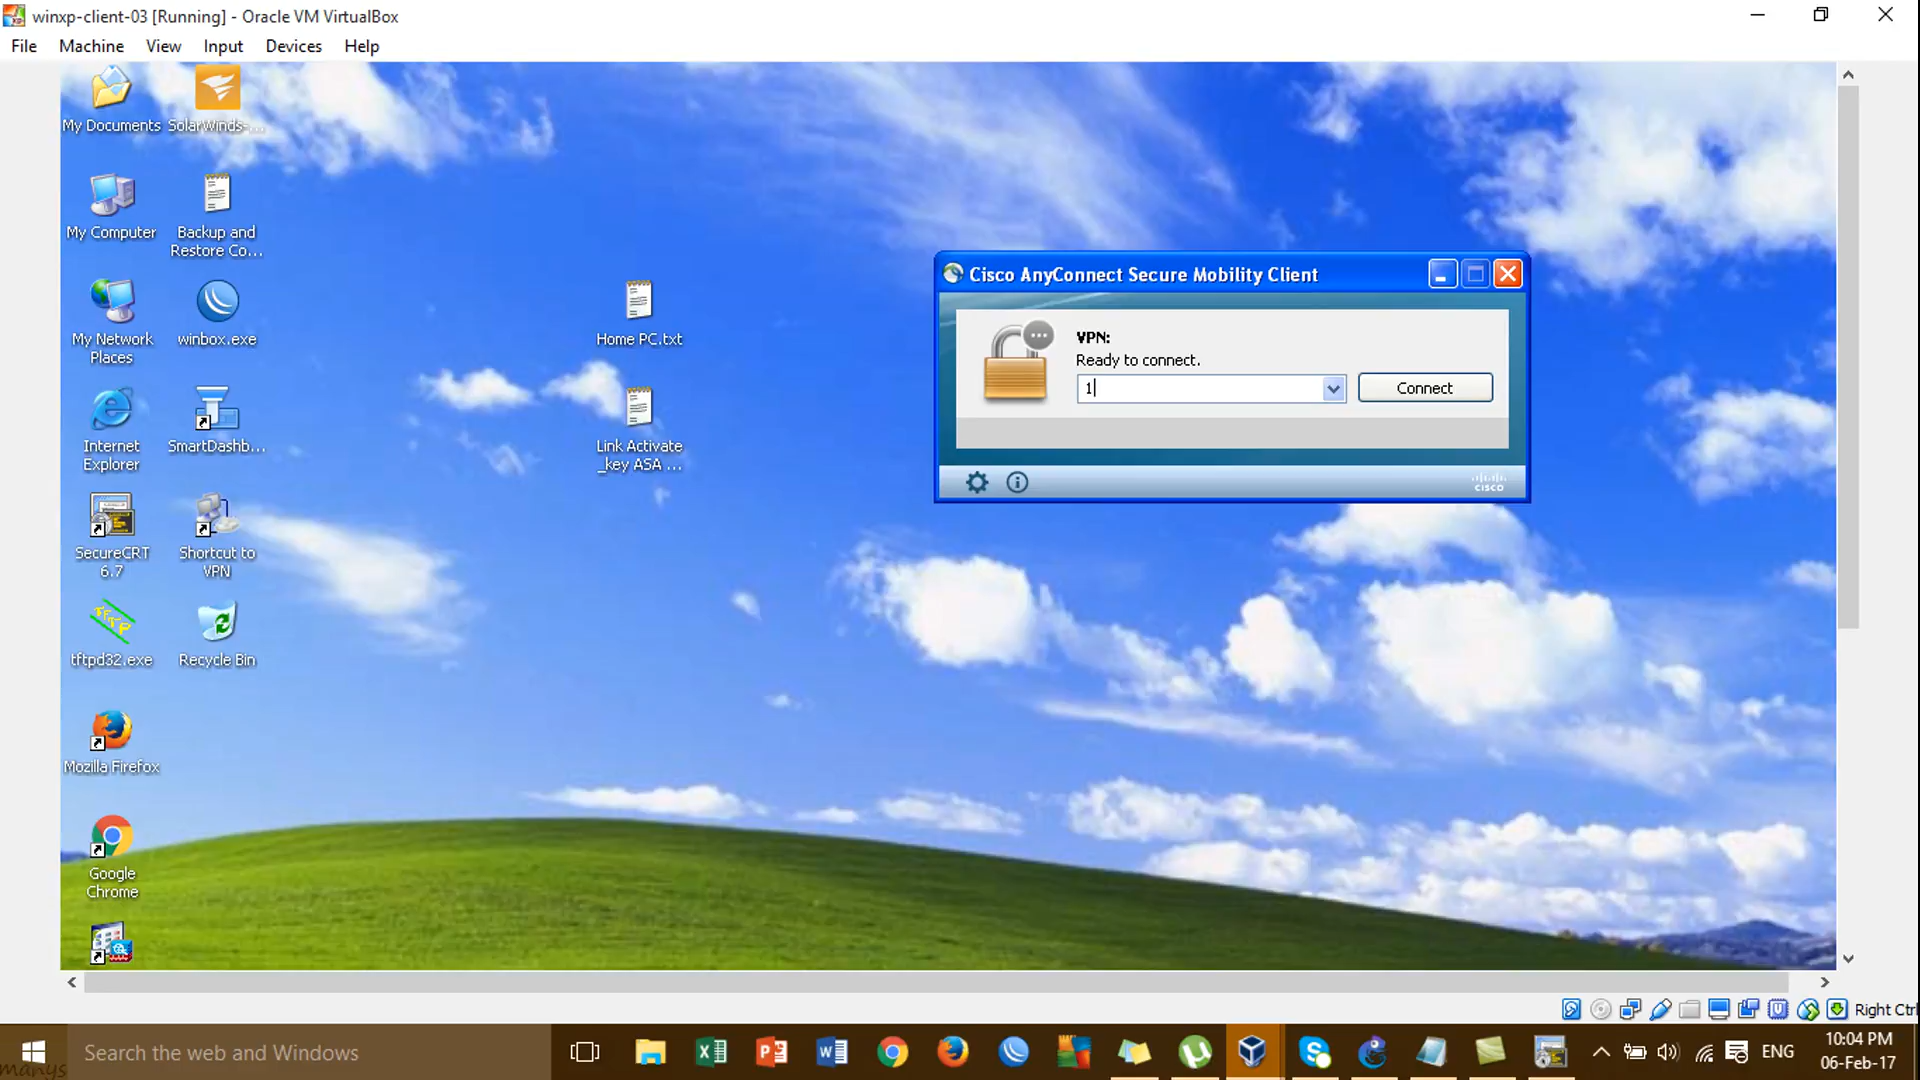 winxp-client-03 [Running] - Oracle VM VirtualBox
File Machine View Input Devices Help
My Documents
SolarWinds-...
My Computer
Backup and
Restore Co...
My Network
Places
winbox.exe
Home PC.txt
Internet
Explorer
SmartDashb...
Link Activate
_key ASA ...
SecureCRT
6.7
Shortcut to
VPN
tftpd32.exe
Recycle Bin
Mozilla Firefox
Google
Chrome
Cisco AnyConnect Secure Mobility Client
VPN:
Ready to connect.
1
Connect
CISCO
Right Ctrl
Search the web and Windows
manys
ENG
10:04 PM
06-Feb-17